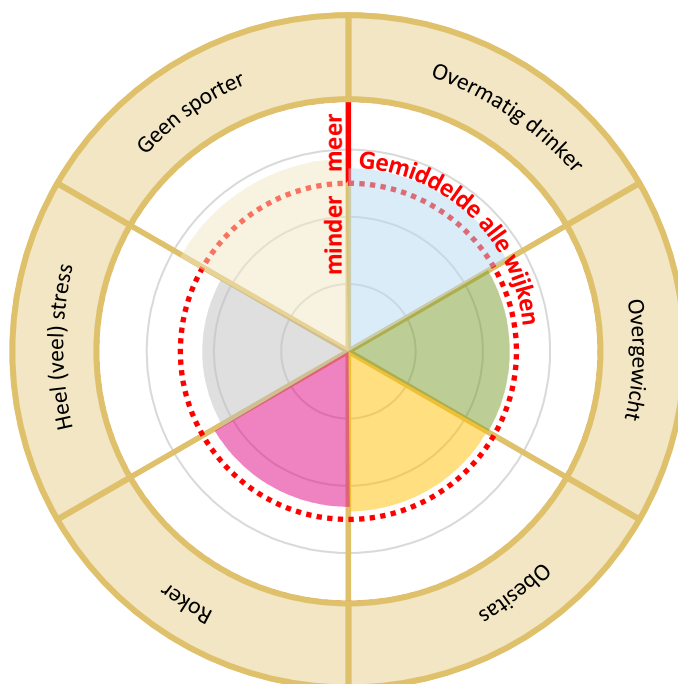 Geen sporter
Overmatig drinker
meer
Gemiddelde alle wijken
minder
Heel (veel) stress
Overgewicht
Roker
Obesitas